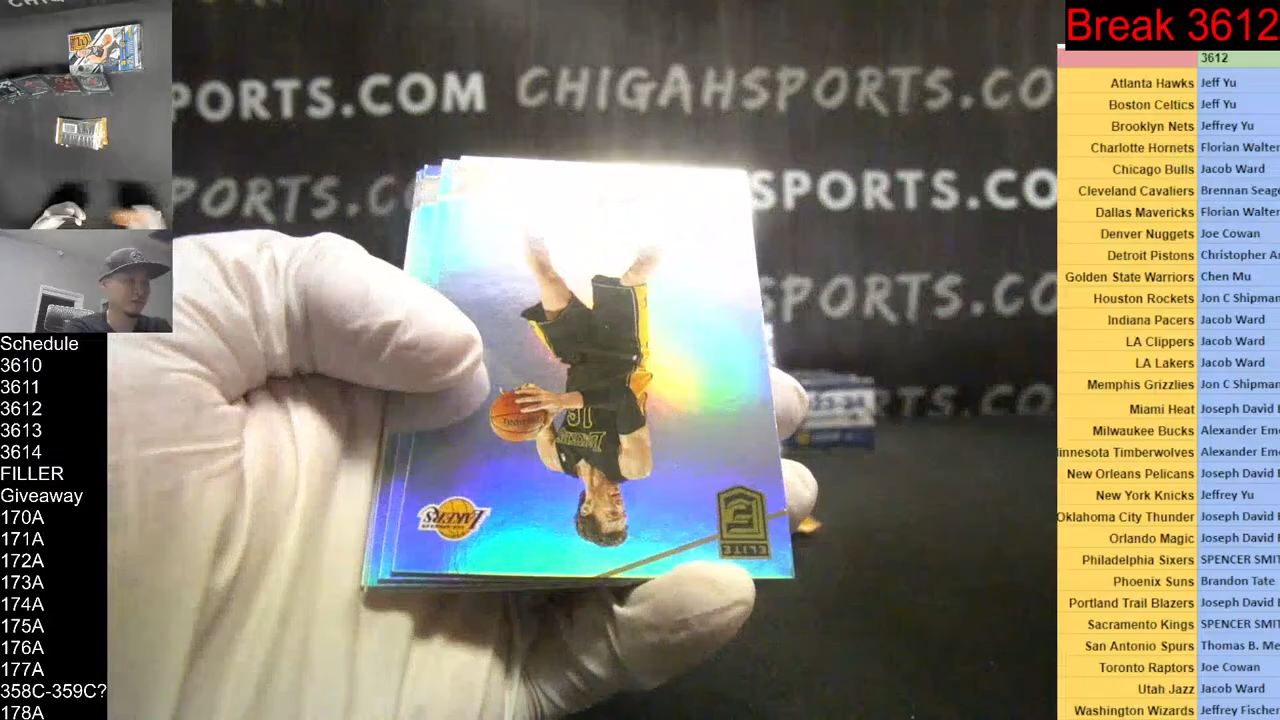 Break 3612
3612
Atlanta Hawks Jeff Yu
Boston Celtics Jeff Yu
Brooklyn Nets Jeffrey Yu
Charlotte Hornets Florian Walter
Chicago Bulls Jacob Ward
Cleveland Cavaliers Brennan Seage
Dallas Mavericks Florian Walter
Denver Nuggets Joe Cowan
Detroit Pistons Christopher A
Golden State Warriors Chen Mu
Houston Rockets Jon C Shipma
Indiana Pacers Jacob Ward
LA Clippers Jacob Ward
LA Lakers Jacob Ward
Memphis Grizzlies Jon C Shipma
Miami Heat Joseph David
Milwaukee Bucks Alexander Eme
innesota Timberwolves Alexander Eme
New Orleans Pelicans Joseph David
New York Knicks Jeffrey Yu
Oklahoma City Thunder Joseph David
Orlando Magic Joseph David
Philadelphia Sixers SPENCER SMI
Phoenix Suns Brandon Tate
Portland Trail Blazers Joseph David
Sacramento Kings SPENCER SMI
San Antonio Spurs Thomas B. Me
Toronto Raptors Joe Cowan
Utah Jazz Jacob Ward
Washington Wizards Jeffrey Fischer
Schedule
3610
3611
3612
3613
3614
FILLER
Giveaway
170A
171A
172A
173A
174A
175A
176A
177A
358C-359C?
178A
PORTS.COM CHIGAHSPORTS.CO
SPORTS.C SPORTS.CO
SPORTS.CO
RTS.CO
LAKERS
ELITE